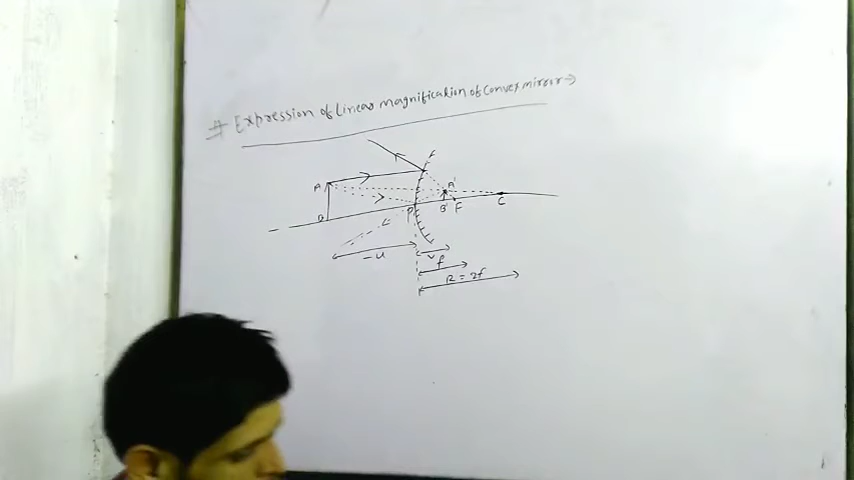 # Expression of Linear magnification of convex mirror →
A
A'
B
P
B'
F
C
-u
v
f
R = 2f